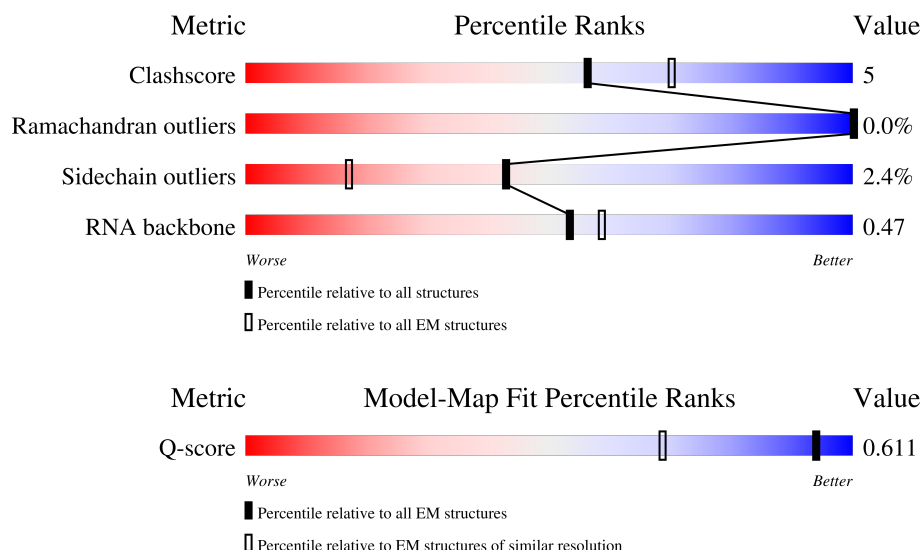 Metric Percentile Ranks Value
Clashscore 5
Ramachandran outliers 0.0%
Sidechain outliers 2.4%
RNA backbone 0.47
Worse Better
Percentile relative to all structures
Percentile relative to all EM structures
Metric Model-Map Fit Percentile Ranks Value
Q-score 0.611
Worse Better
Percentile relative to all EM structures
Percentile relative to EM structures of similar resolution